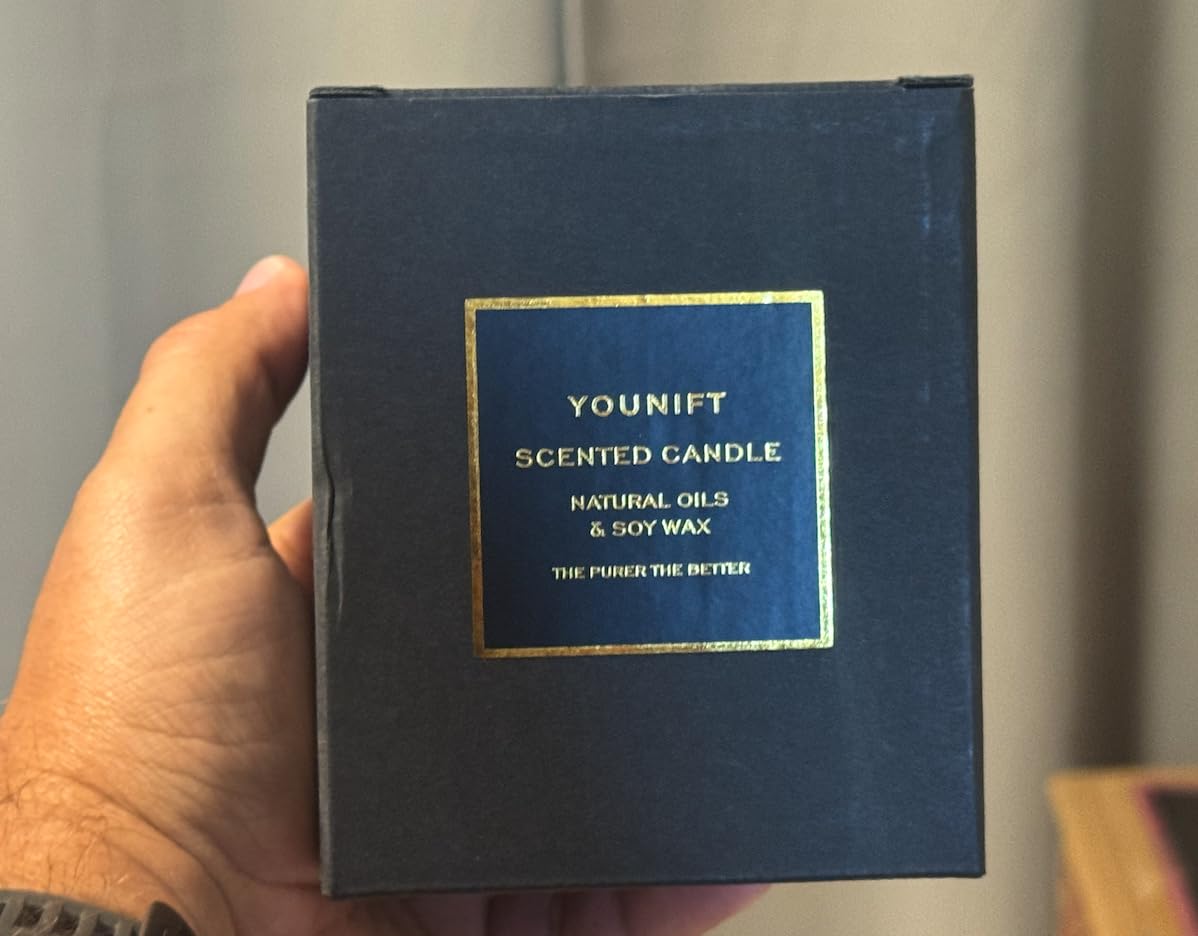 YOUNIFT
SCENTED CANDLE
NATURAL OILS
& SOY WAX
THE PURER THE BETTER